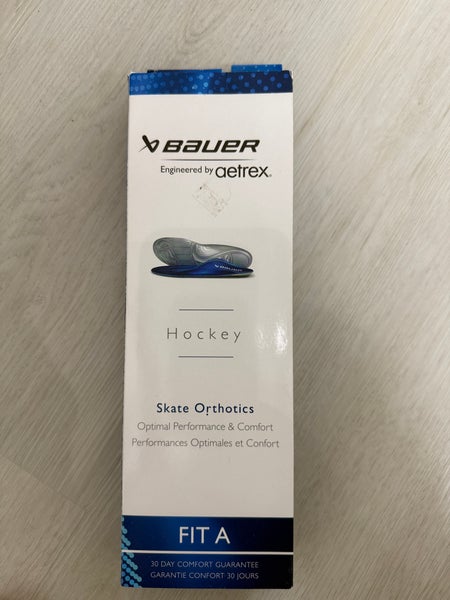 BAUER
Engineered by aetrex
BAUER
Hockey
Skate Orthotics
Optimal Performance & Comfort
Performances Optimales et Confort
FIT A
30 DAY COMFORT GUARANTEE
GARANTIE CONFORT 30 JOURS